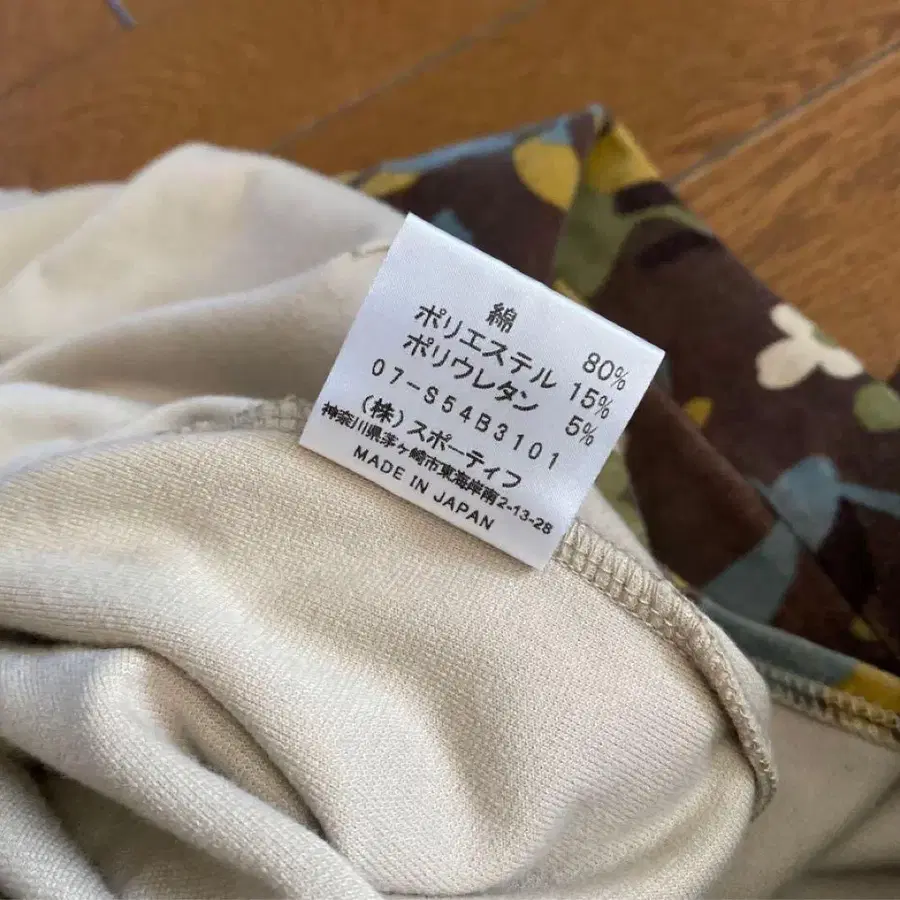 綿 80%
ポリエステル 15%
ポリウレタン 5%
07-S54B3101
(株)スポーティフ
神奈川県茅ヶ崎市東海岸南2-13-28
MADE IN JAPAN